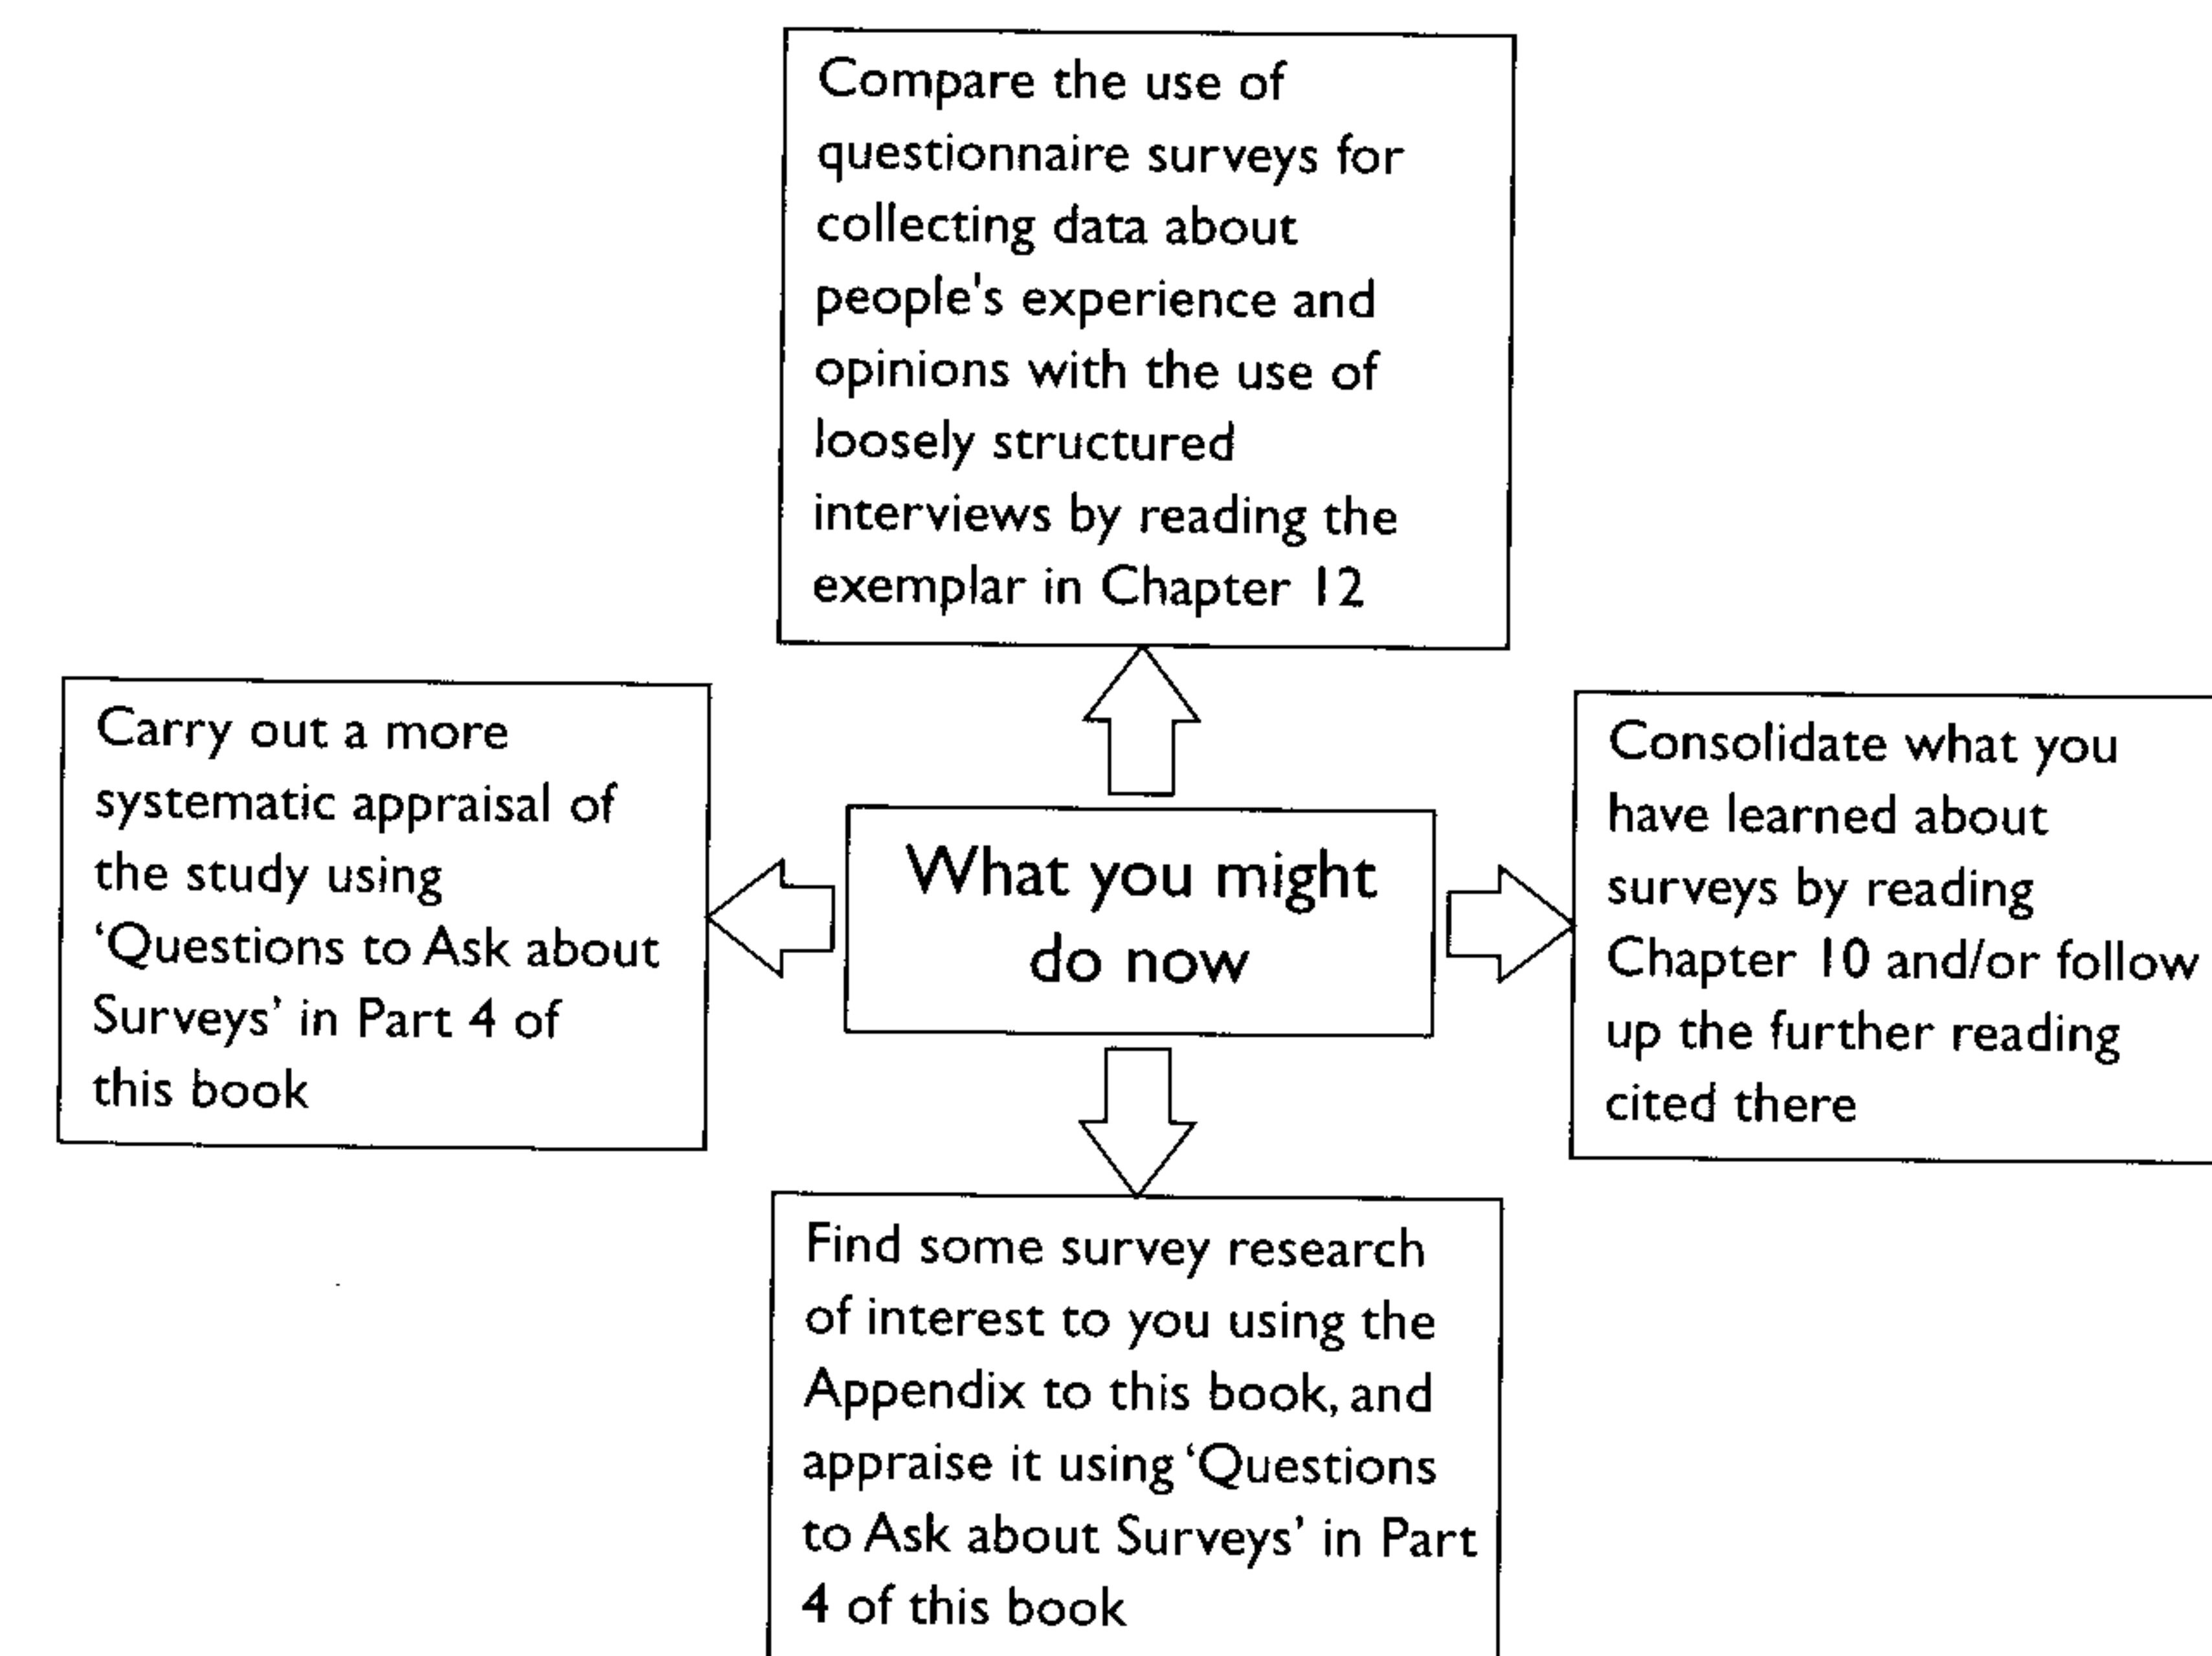 Compare the use of
questionnaire surveys for
collecting data about
people's experience and
opinions with the use of
loosely structured
interviews by reading the
exemplar in Chapter 12
Carry out a more
systematic appraisal of
the study using
‘Questions to Ask about
Surveys’ in Part 4 of
this book
What you might
do now
Consolidate what you
have learned about
surveys by reading
Chapter 10 and/or follow
up the further reading
cited there
Find some survey research
of interest to you using the
Appendix to this book, and
appraise it using ‘Questions
to Ask about Surveys’ in Part
4 of this book